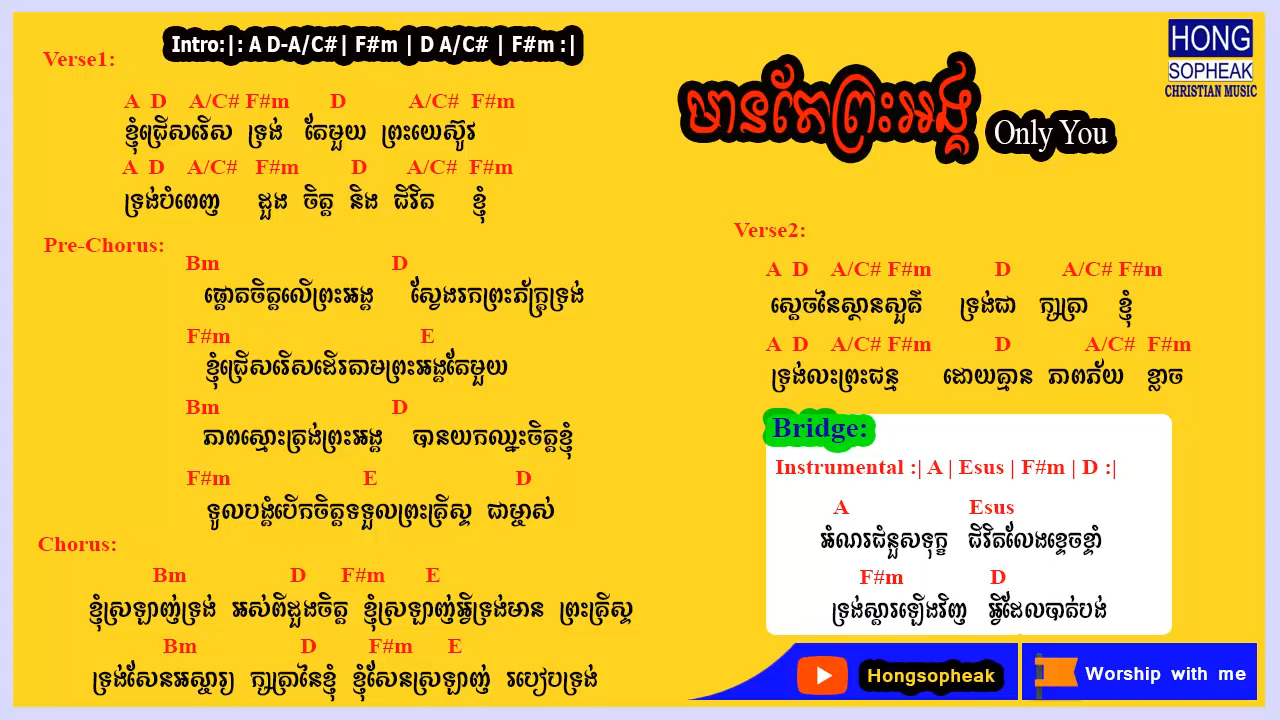 Intro:|: A D-A/C#| F#m | D A/C# | F#m :|
Verse1:
A D A/C# F#m D A/C# F#m
ខ្ញុំជ្រើសរើស ទ្រង់ តែមួយ ព្រះយេស៊ូវ
A D A/C# F#m D A/C# F#m
ទ្រង់បំពេញ ដួង ចិត្ត និង ជិវិត ខ្ញុំ
Pre-Chorus:
Bm D
ផ្តោតចិត្តលើព្រះអង្គ ស្វែងរកព្រះភ័ក្ត្រទ្រង់
F#m E
ខ្ញុំជ្រើសរើសដើរតាមព្រះអង្គតែមួយ
Bm D
ភាពស្មោះត្រង់ព្រះអង្គ បានយកឈ្នះចិត្តខ្ញុំ
F#m E D
ទូលបង្គំបើកចិត្តទទួលព្រះគ្រីស្ទ ជាម្ចាស់
Chorus:
Bm D F#m E
ខ្ញុំស្រឡាញ់ទ្រង់ អស់ពីដួងចិត្ត ខ្ញុំស្រឡាញ់អ្វីទ្រង់មាន ព្រះគ្រីស្ទ
Bm D F#m E
ទ្រង់សែនអស្ចារ្យ ក្សត្រានៃខ្ញុំ ខ្ញុំសែនស្រឡាញ់ របៀបទ្រង់
មានតែព្រះអង្គ Only You
HONG
SOPHEAK
CHRISTIAN MUSIC
Verse2:
A D A/C# F#m D A/C# F#m
ស្តេចនៃស្ថានសួគ៌ ទ្រង់ជា ក្សត្រា ខ្ញុំ
A D A/C# F#m D A/C# F#m
ទ្រង់លះព្រះជន្ម ដោយគ្មាន ភាពភ័យ ខ្លាច
Bridge:
Instrumental :| A | Esus | F#m | D :|
A Esus
អំណរជំនួសទុក្ខ ជិវិតលែងខ្ទេចខ្ទាំ
F#m D
ទ្រង់ស្តារឡើងវិញ អ្វីដែលបាត់បង់
Hongsopheak
Worship with me